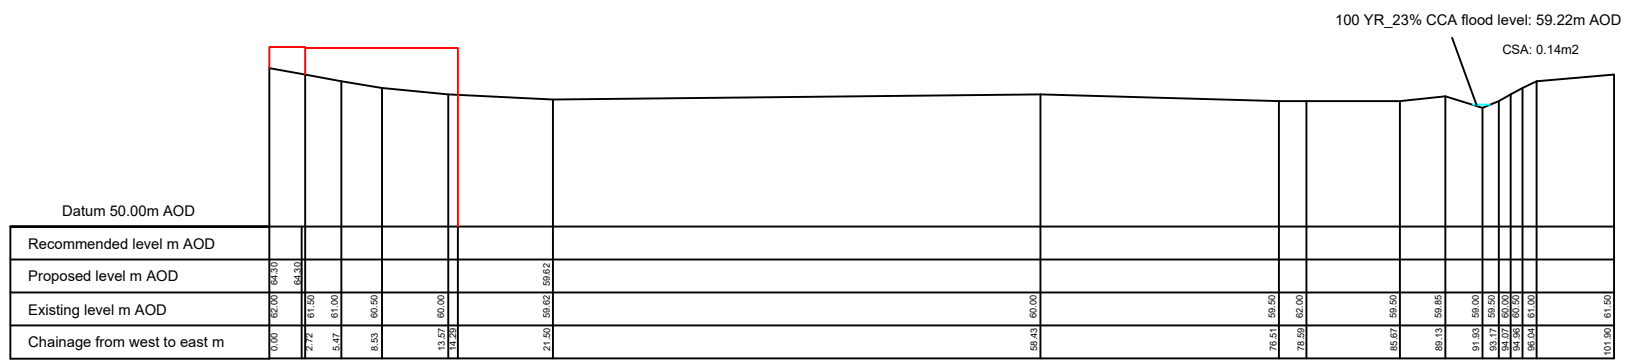 100 YR_23% CCA flood level: 59.22m AOD
CSA: 0.14m2
Datum 50.00m AOD
Recommended level m AOD
Proposed level m AOD 64.30 64.30 59.62
Existing level m AOD 62.00 61.50 61.00 60.50 60.00 59.62 60.00 59.50 62.00 59.50 59.85 59.00 59.50 60.00 60.50 61.00 61.50
Chainage from west to east m 0.00 2.72 5.47 8.53 13.57 14.29 21.50 58.43 76.51 78.59 85.67 89.13 91.93 93.17 94.07 94.96 96.04 101.90